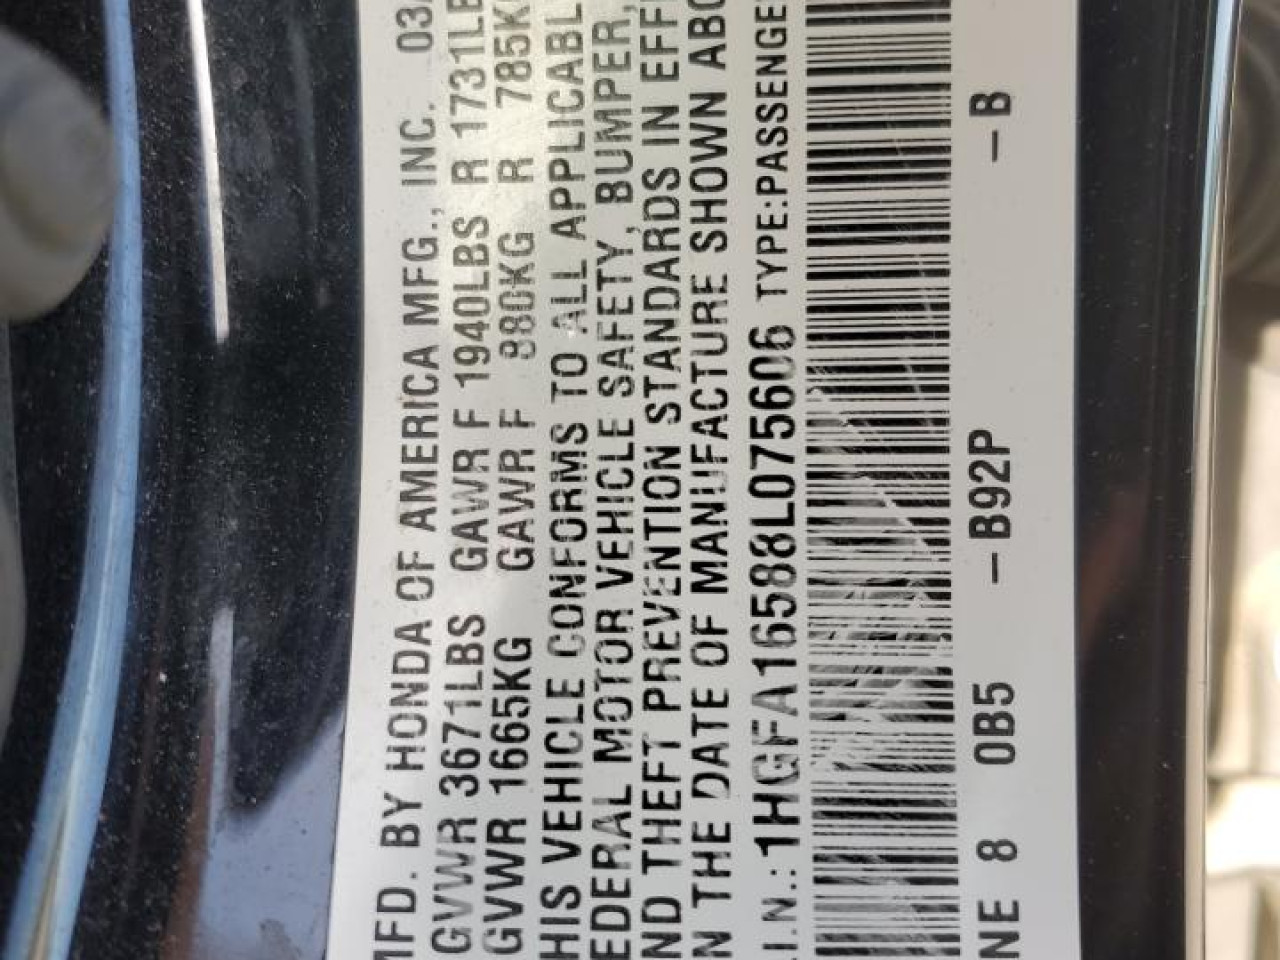 MFD. BY HONDA OF AMERICA MFG., INC. 03
GVWR 3671LBS GAWR F 1940LBS R 1731LB
GVWR 1665KG GAWR F 880KG R 785K
HIS VEHICLE CONFORMS TO ALL APPLICABL
EDERAL MOTOR VEHICLE SAFETY, BUMPER,
ND THEFT PREVENTION STANDARDS IN EFF
N THE DATE OF MANUFACTURE SHOWN ABO
.I.N.: 1HGFA16588L075606 TYPE:PASSENGE
NE 8 0B5 –B92P –B